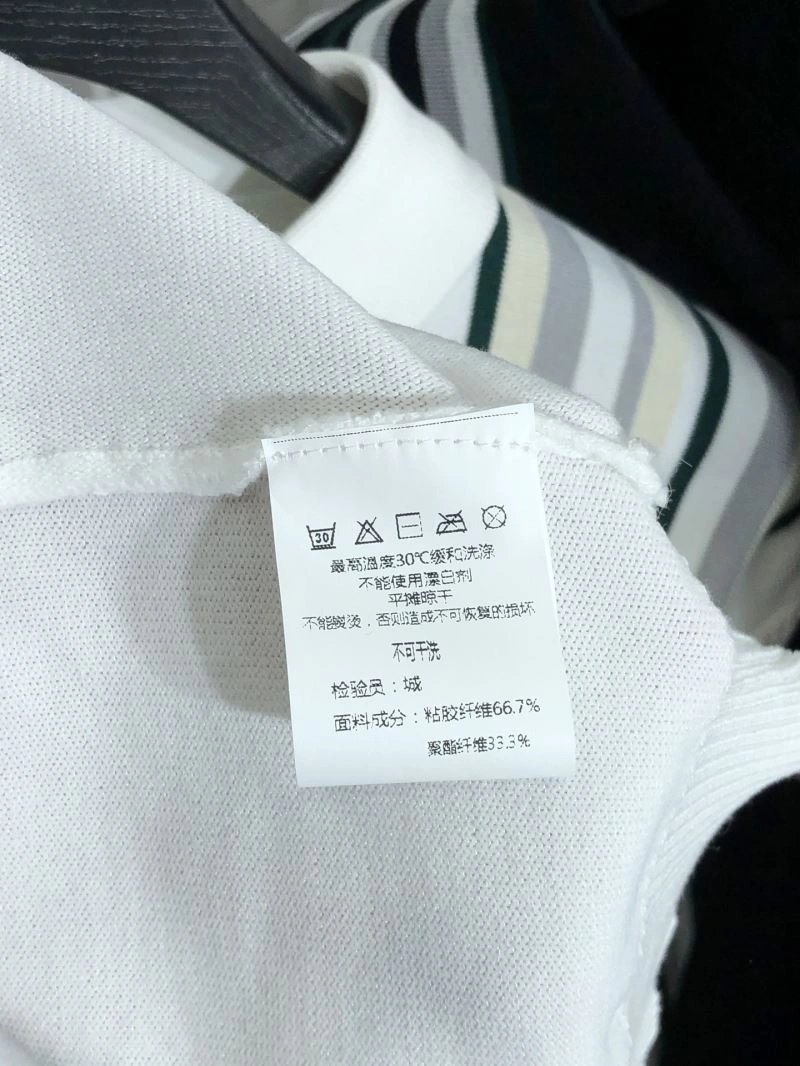 30
最高温度30℃缓和洗涤
不能使用漂白剂
平摊晾干
不能熨烫，否则造成不可恢复的损坏
不可干洗
检验员：城
面料成分：粘胶纤维66.7%
聚酯纤维33.3%